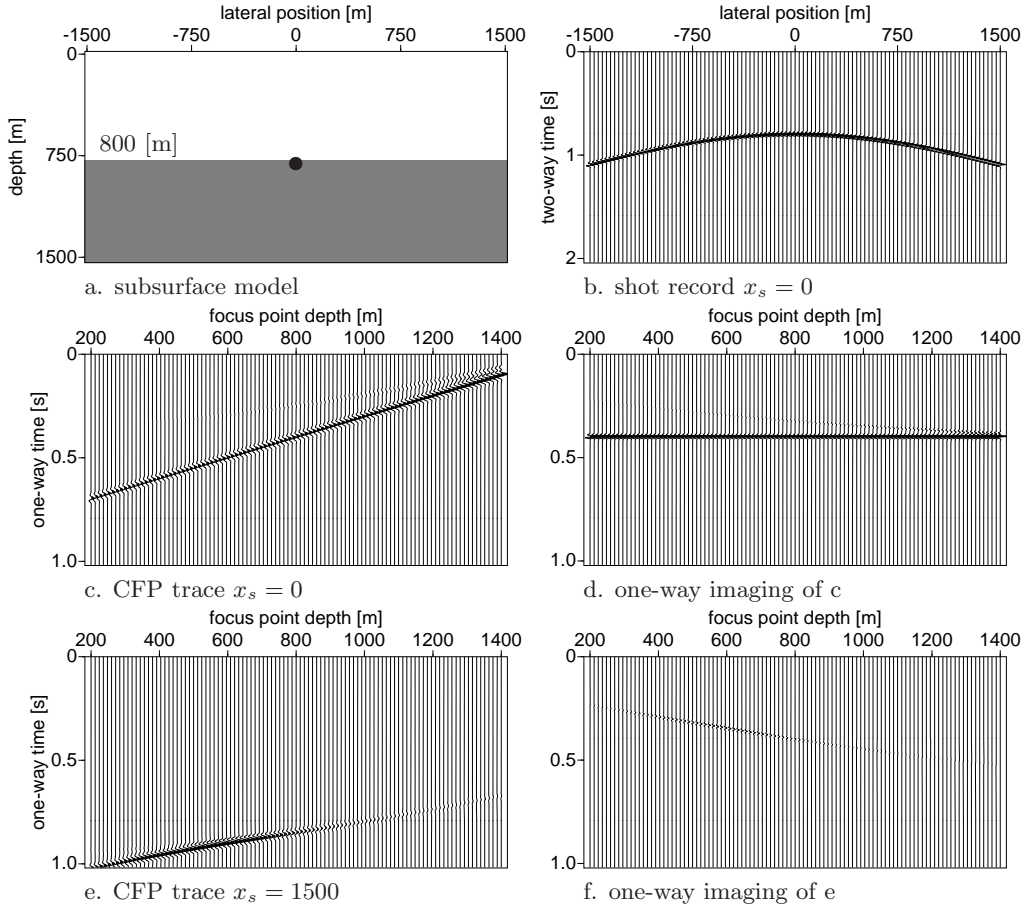 lateral position [m]
-1500 -750 0 750 1500
0
750
1500
depth [m]
800 [m]
a. subsurface model
lateral position [m]
-1500 -750 0 750 1500
0
1
2
two-way time [s]
b. shot record x_s = 0
focus point depth [m]
200 400 600 800 1000 1200 1400
0
0.5
1.0
one-way time [s]
c. CFP trace x_s = 0
focus point depth [m]
200 400 600 800 1000 1200 1400
0
0.5
1.0
d. one-way imaging of c
focus point depth [m]
200 400 600 800 1000 1200 1400
0
0.5
1.0
one-way time [s]
e. CFP trace x_s = 1500
focus point depth [m]
200 400 600 800 1000 1200 1400
0
0.5
1.0
f. one-way imaging of e